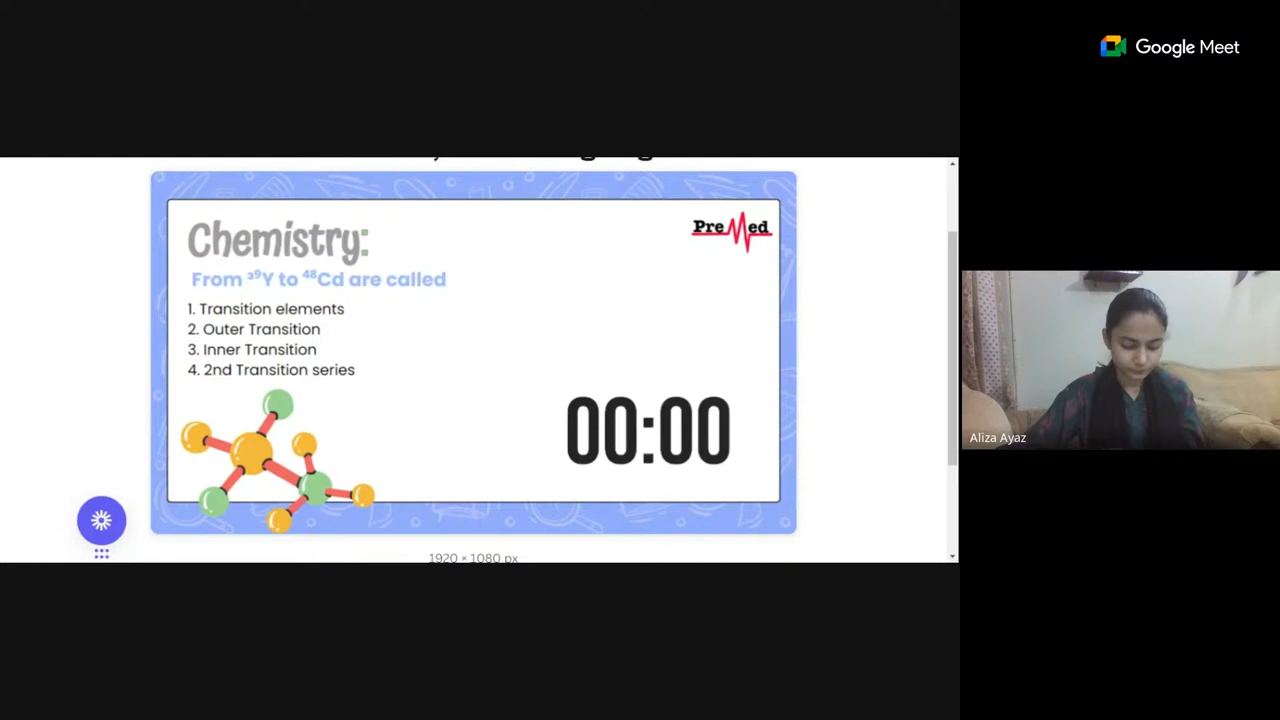 Google Meet
Chemistry:
PreMed
From ³⁹Y to ⁴⁸Cd are called
1. Transition elements
2. Outer Transition
3. Inner Transition
4. 2nd Transition series
00:00
Aliza Ayaz
1920 × 1080 px